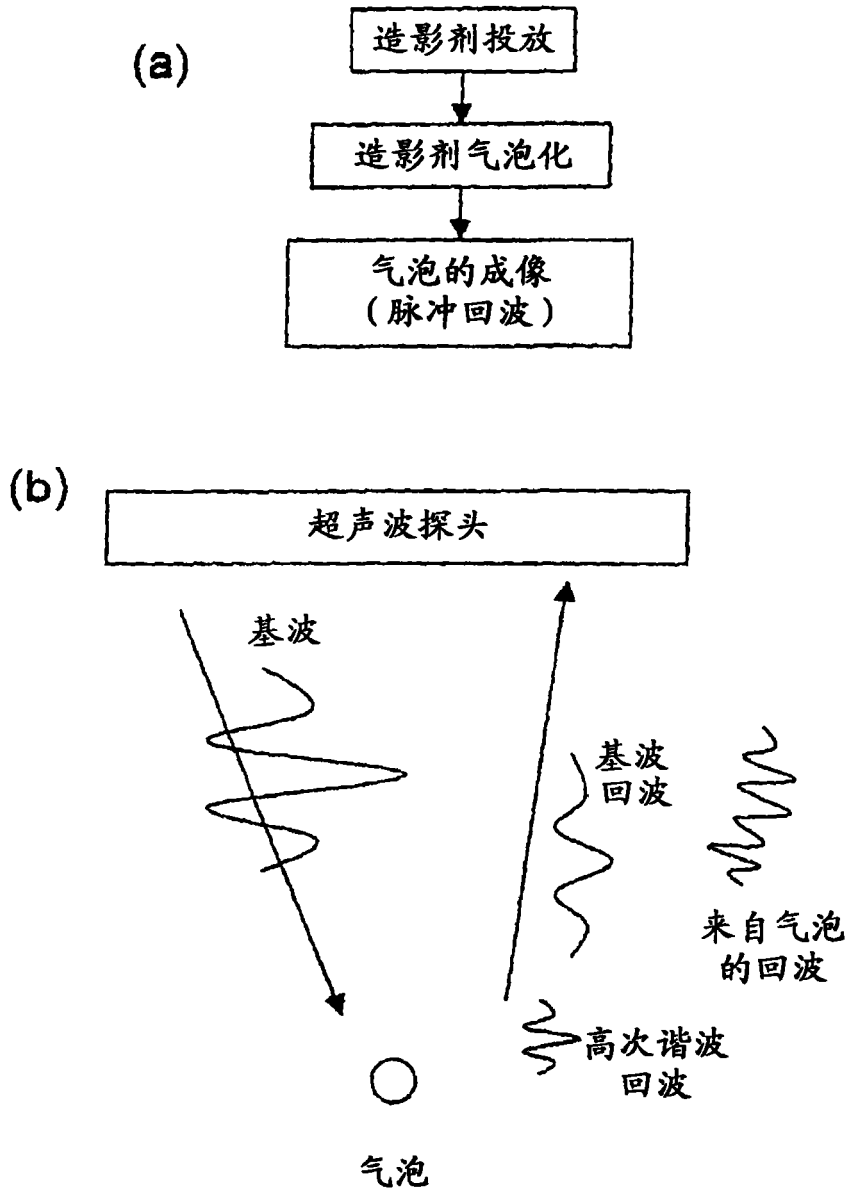 (a)
造影剂投放
造影剂气泡化
气泡的成像
(脉冲回波)
(b)
超声波探头
基波
基波
回波
来自气泡
的回波
高次谐波
回波
气泡